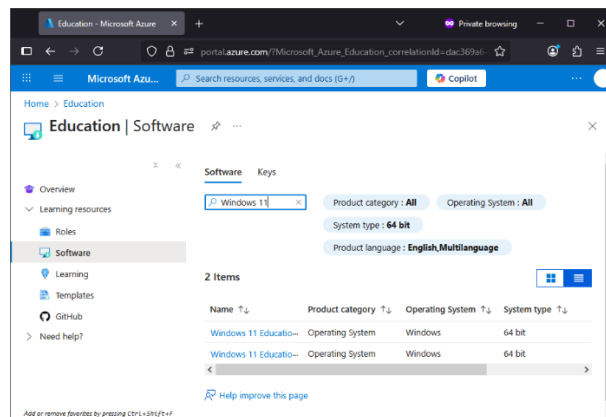 Education - Microsoft Azure
Private browsing
portal.azure.com/?Microsoft_Azure_Education_correlationId=dac369a6-
Microsoft Azu...
Search resources, services, and docs (G+/)
Copilot
Home > Education
Education | Software
Software Keys
Overview
Windows 11
Product category : All
Operating System : All
Learning resources
System type : 64 bit
Roles
Product language : English,Multilanguage
Software
Learning
2 Items
Templates
GitHub
Name Product category Operating System System type
Need help?
Windows 11 Educatio... Operating System Windows 64 bit
Windows 11 Educatio... Operating System Windows 64 bit
Help improve this page
Add or remove favorites by pressing Ctrl+Shift+F